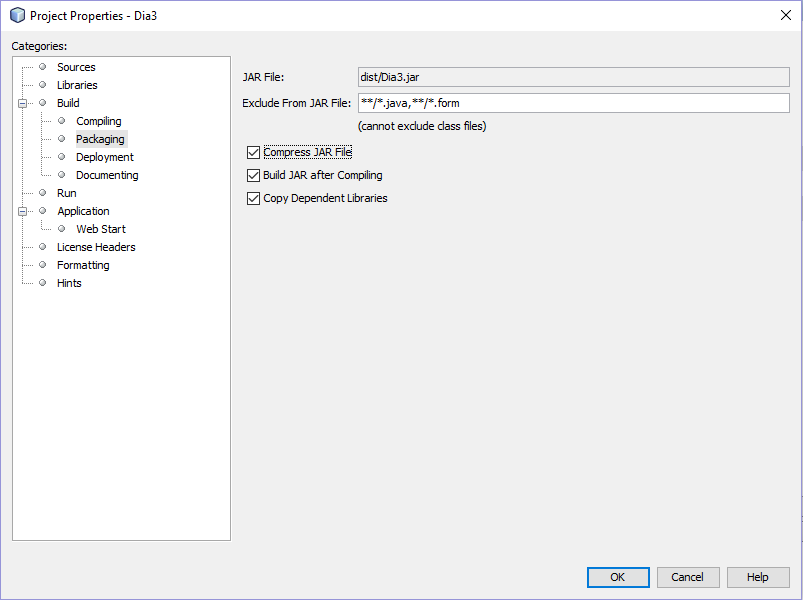 Project Properties - Dia3
Categories:
Sources
Libraries
Build
Compiling
Packaging
Deployment
Documenting
Run
Application
Web Start
License Headers
Formatting
Hints
JAR File: dist/Dia3.jar
Exclude From JAR File: **/*.java,**/*.form
(cannot exclude class files)
Compress JAR File
Build JAR after Compiling
Copy Dependent Libraries
OK Cancel Help